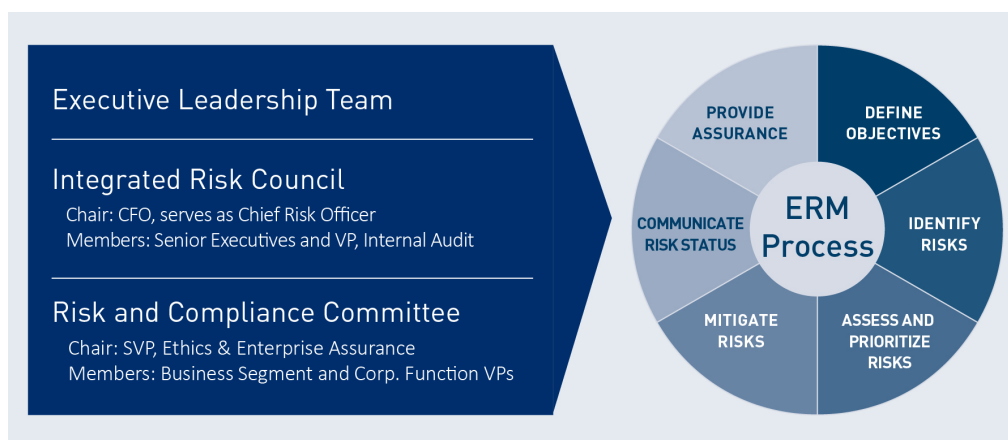 Executive Leadership Team
Integrated Risk Council
Chair: CFO, serves as Chief Risk Officer
Members: Senior Executives and VP, Internal Audit
Risk and Compliance Committee
Chair: SVP, Ethics & Enterprise Assurance
Members: Business Segment and Corp. Function VPs
ERM
Process
DEFINE
OBJECTIVES
IDENTIFY
RISKS
ASSESS AND
PRIORITIZE
RISKS
MITIGATE
RISKS
COMMUNICATE
RISK STATUS
PROVIDE
ASSURANCE